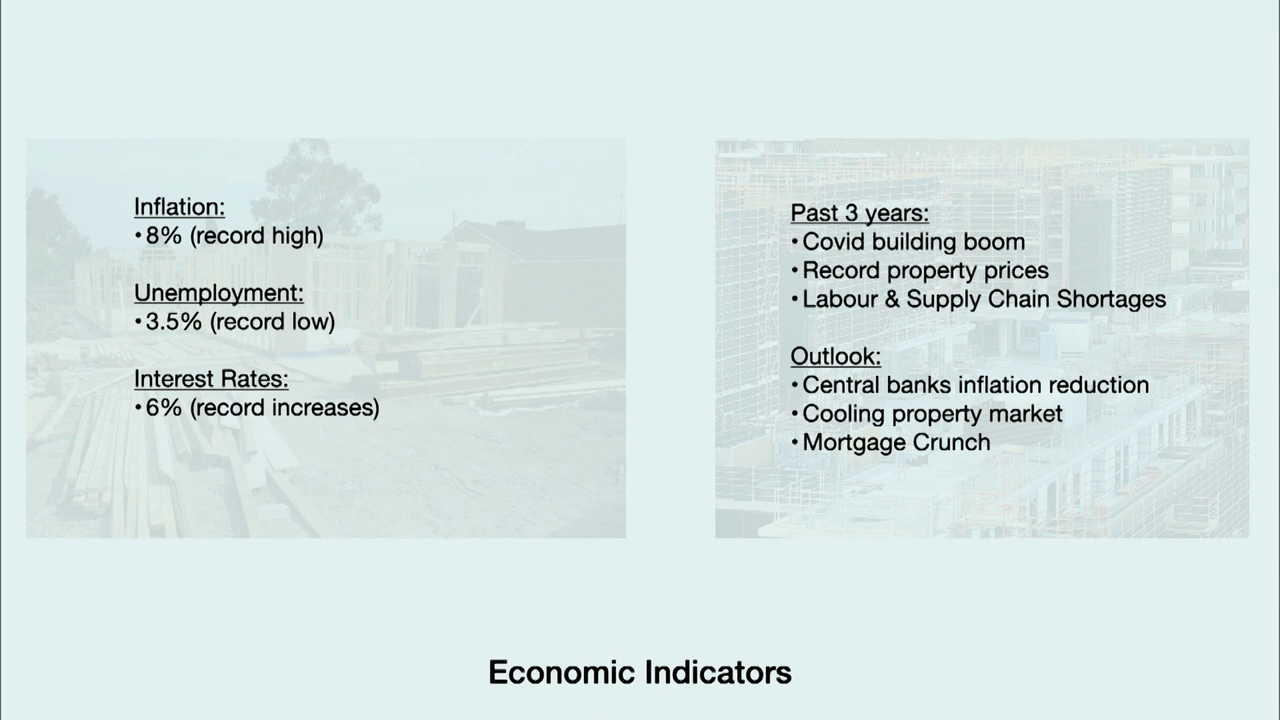 Inflation:
•8% (record high)
Unemployment:
•3.5% (record low)
Interest Rates:
•6% (record increases)
Past 3 years:
•Covid building boom
•Record property prices
•Labour & Supply Chain Shortages
Outlook:
•Central banks inflation reduction
•Cooling property market
•Mortgage Crunch
Economic Indicators